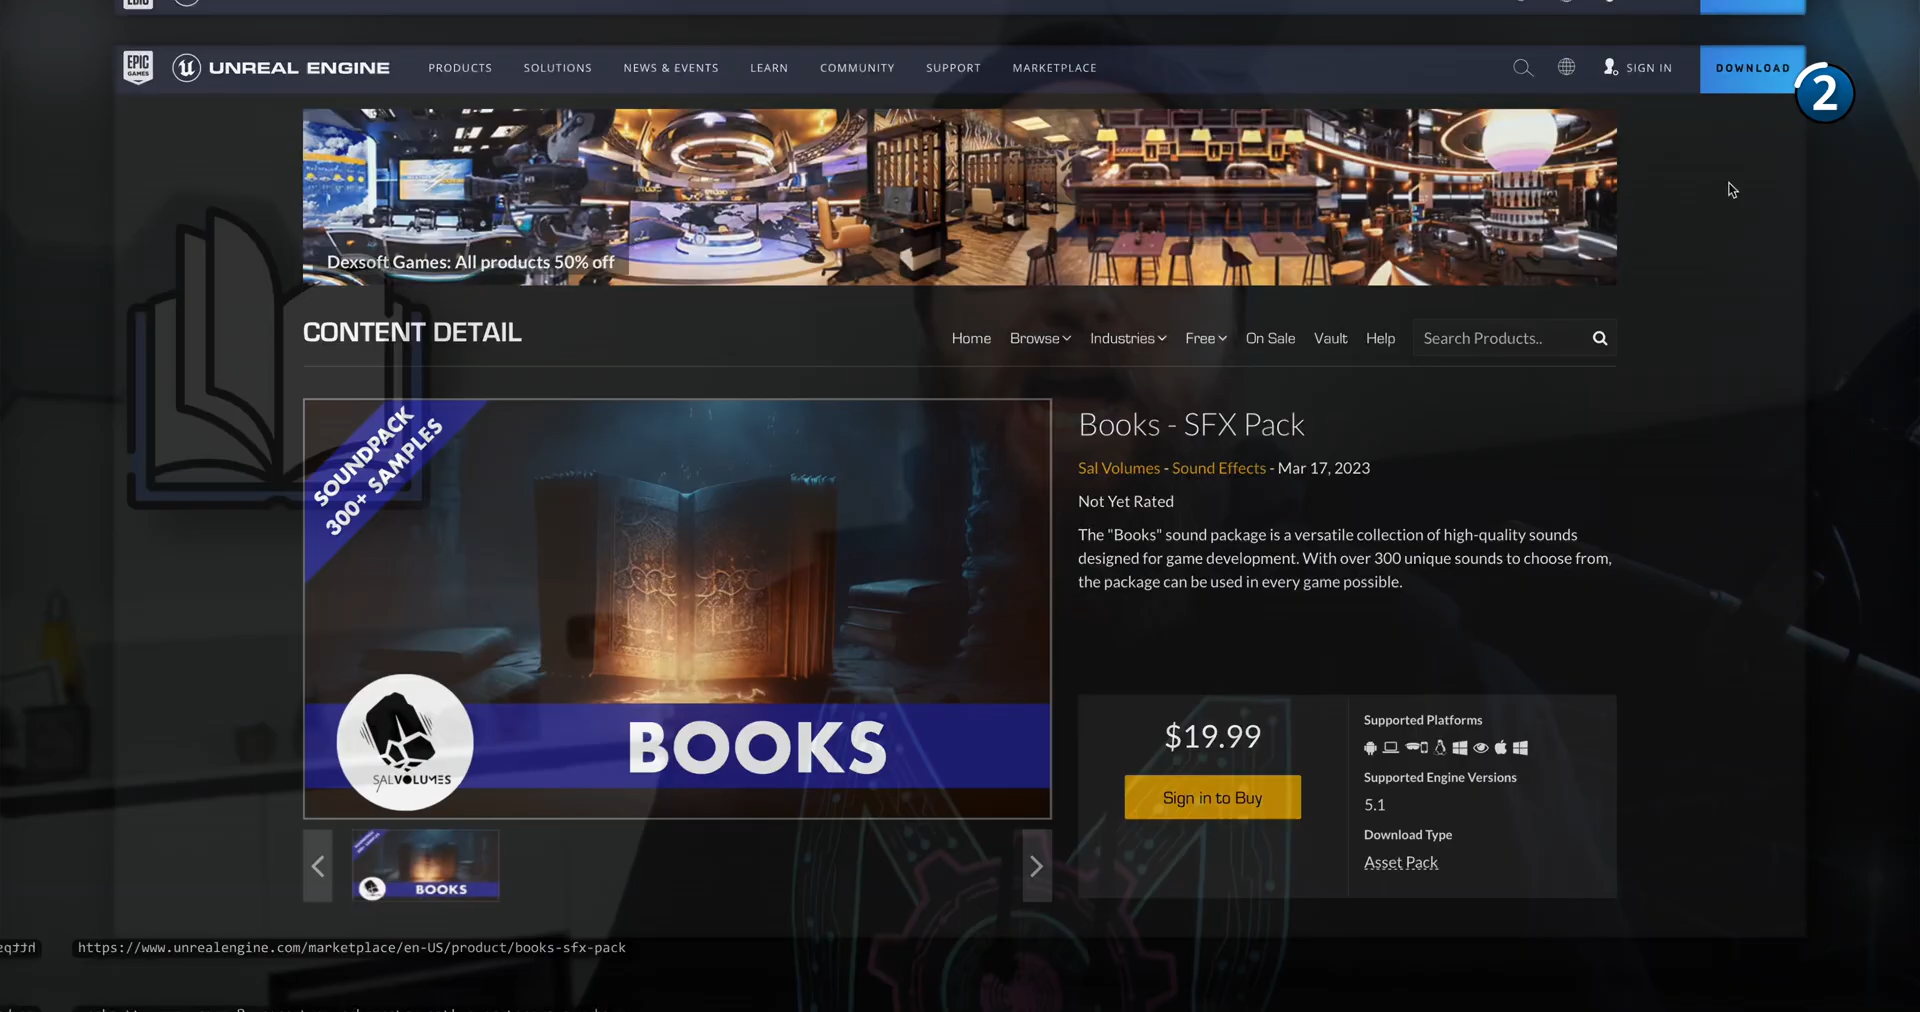 EPIC
GAMES
UNREAL ENGINE
PRODUCTS
SOLUTIONS
NEWS & EVENTS
LEARN
COMMUNITY
SUPPORT
MARKETPLACE
SIGN IN
DOWNLOAD
2
Dexsoft Games: All products 50% off
CONTENT DETAIL
Home
Browse
Industries
Free
On Sale
Vault
Help
Search Products..
SOUNDPACK
300+ SAMPLES
SALVOLUMES
BOOKS
Books - SFX Pack
Sal Volumes - Sound Effects - Mar 17, 2023
Not Yet Rated
The "Books" sound package is a versatile collection of high-quality sounds
designed for game development. With over 300 unique sounds to choose from,
the package can be used in every game possible.
$19.99
Sign in to Buy
Supported Platforms
Supported Engine Versions
5.1
Download Type
Asset Pack
BOOKS
https://www.unrealengine.com/marketplace/en-US/product/books-sfx-pack